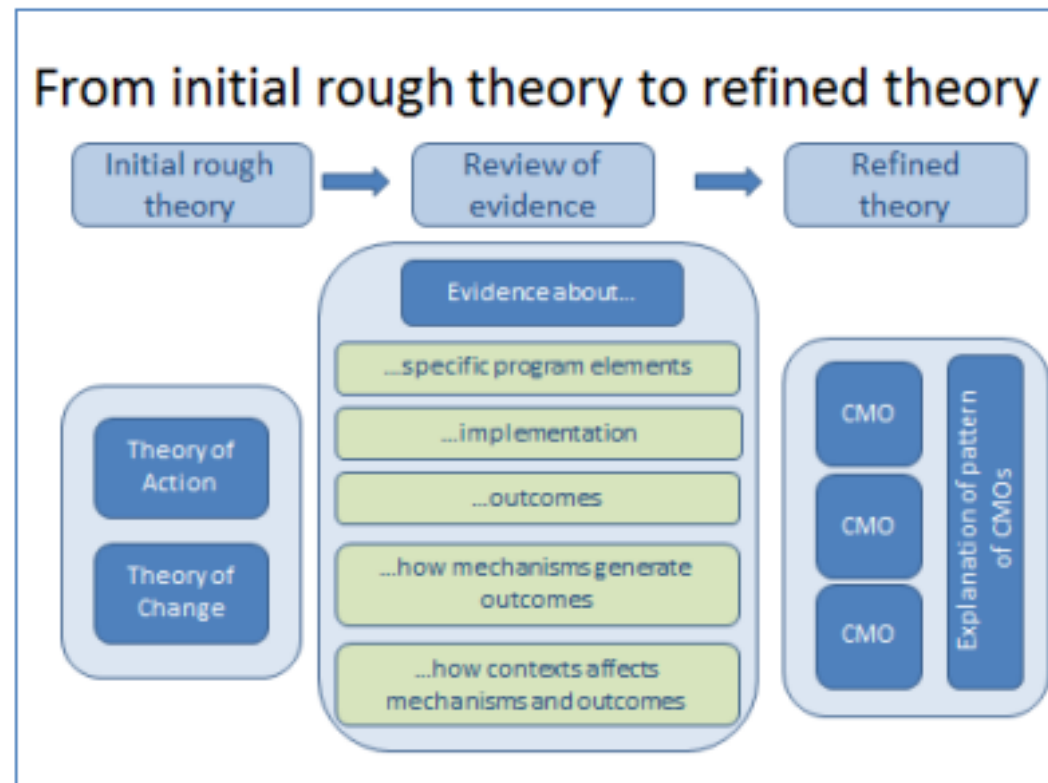 From initial rough theory to refined theory
Initial rough
theory
Review of
evidence
Refined
theory
Evidence about...
...specific program elements
...implementation
...outcomes
...how mechanisms generate
outcomes
...how contexts affects
mechanisms and outcomes
Theory of
Action
Theory of
Change
CMO
CMO
CMO
Explanation of pattern
of CMOs